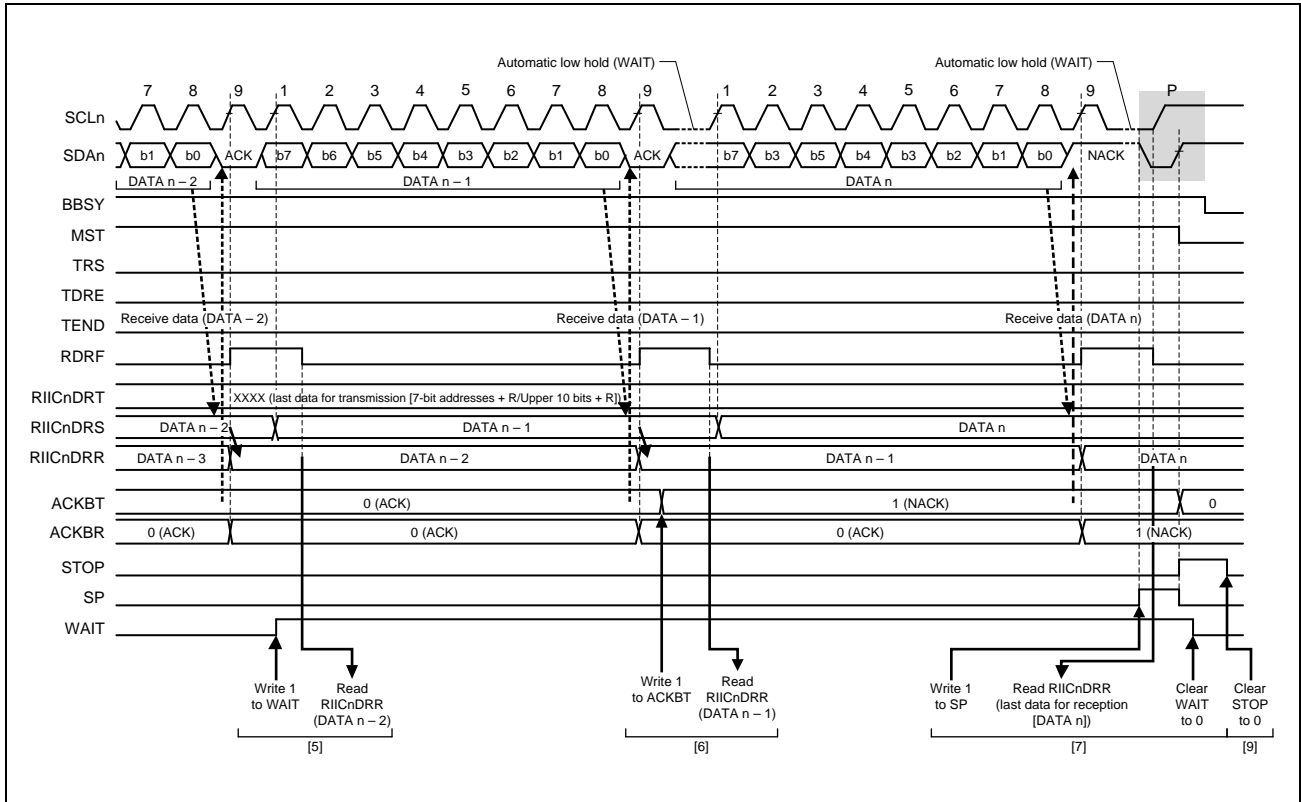 Automatic low hold (WAIT) Automatic low hold (WAIT)
7 8 9 1 2 3 4 5 6 7 8 9 1 2 3 4 5 6 7 8 9 P
SCLn
SDAn b1 b0 ACK b7 b6 b5 b4 b3 b2 b1 b0 ACK b7 b3 b5 b4 b3 b2 b1 b0 NACK
DATA n – 2 DATA n – 1 DATA n
BBSY
MST
TRS
TDRE
TEND Receive data (DATA – 2) Receive data (DATA – 1) Receive data (DATA n)
RDRF
RIICnDRT XXXX (last data for transmission [7-bit addresses + R/Upper 10 bits + R])
RIICnDRS DATA n – 2 DATA n – 1 DATA n
RIICnDRR DATA n – 3 DATA n – 2 DATA n – 1 DATA n
ACKBT 0 (ACK) 1 (NACK) 0
ACKBR 0 (ACK) 0 (ACK) 0 (ACK) 1 (NACK)
STOP
SP
WAIT
Write 1
to WAIT
Read
RIICnDRR
(DATA n – 2)
[5]
Write 1
to ACKBT
Read
RIICnDRR
(DATA n – 1)
[6]
Write 1
to SP
Read RIICnDRR
(last data for reception
[DATA n])
Clear
WAIT
to 0
[7]
Clear
STOP
to 0
[9]